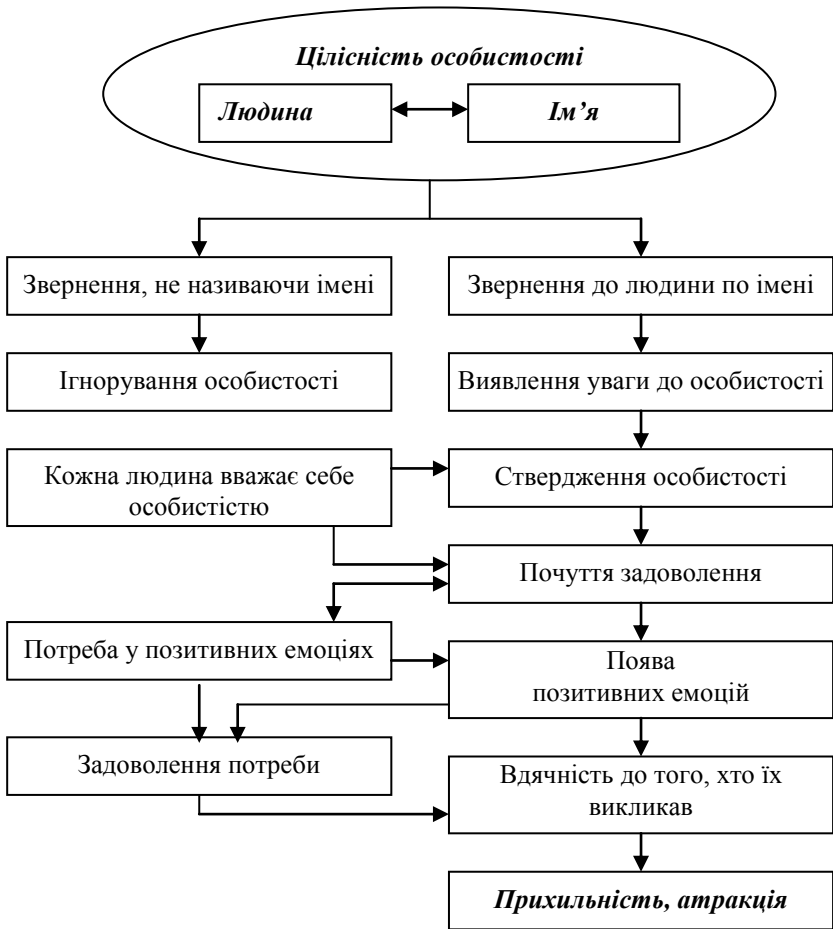 Цілісність особистості
Людина
Ім’я
Звернення, не називаючи імені
Звернення до людини по імені
Ігнорування особистості
Виявлення уваги до особистості
Кожна людина вважає себе
особистістю
Ствердження особистості
Почуття задоволення
Потреба у позитивних емоціях
Поява
позитивних емоцій
Задоволення потреби
Вдячність до того, хто їх
викликав
Прихильність, атракція